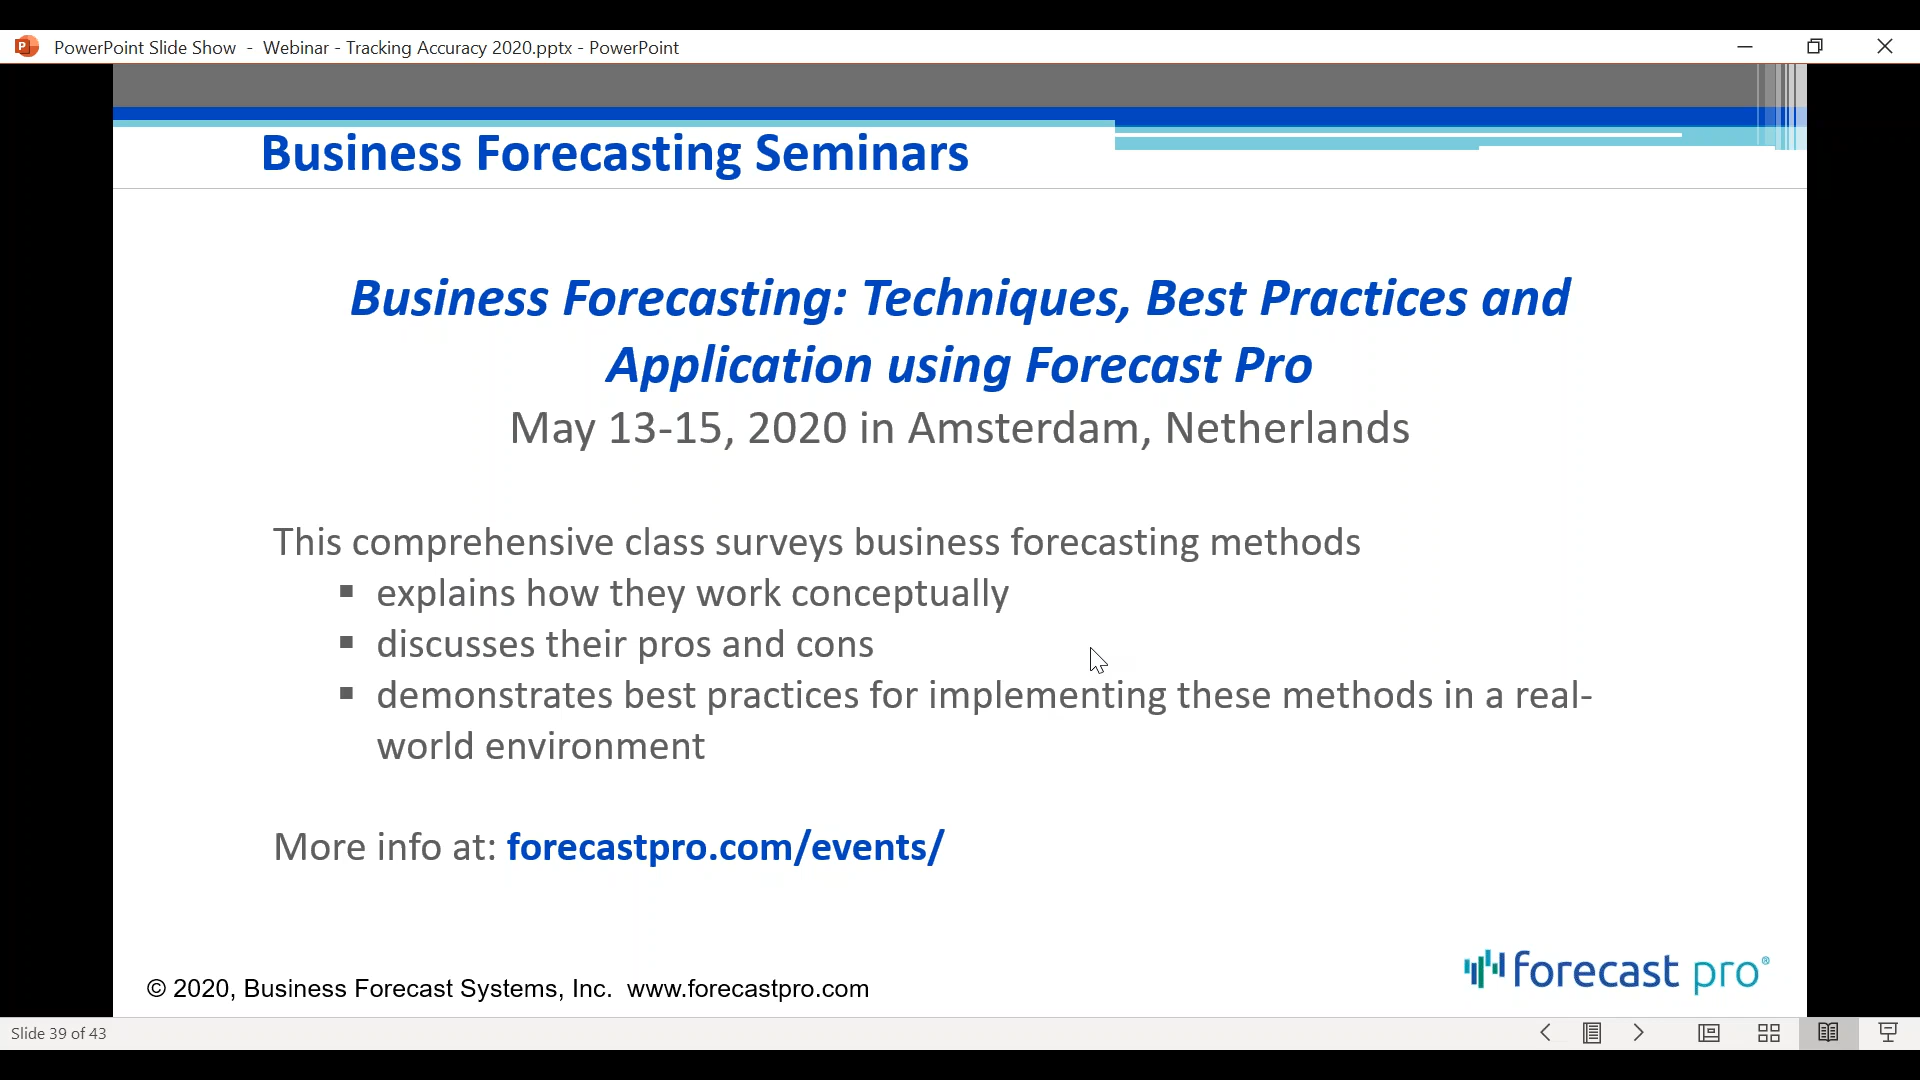 PowerPoint Slide Show - Webinar - Tracking Accuracy 2020.pptx - PowerPoint
Business Forecasting Seminars
Business Forecasting: Techniques, Best Practices and
Application using Forecast Pro
May 13-15, 2020 in Amsterdam, Netherlands
This comprehensive class surveys business forecasting methods
▪ explains how they work conceptually
▪ discusses their pros and cons
▪ demonstrates best practices for implementing these methods in a real-
world environment
More info at: forecastpro.com/events/
© 2020, Business Forecast Systems, Inc. www.forecastpro.com
forecast pro®
Slide 39 of 43